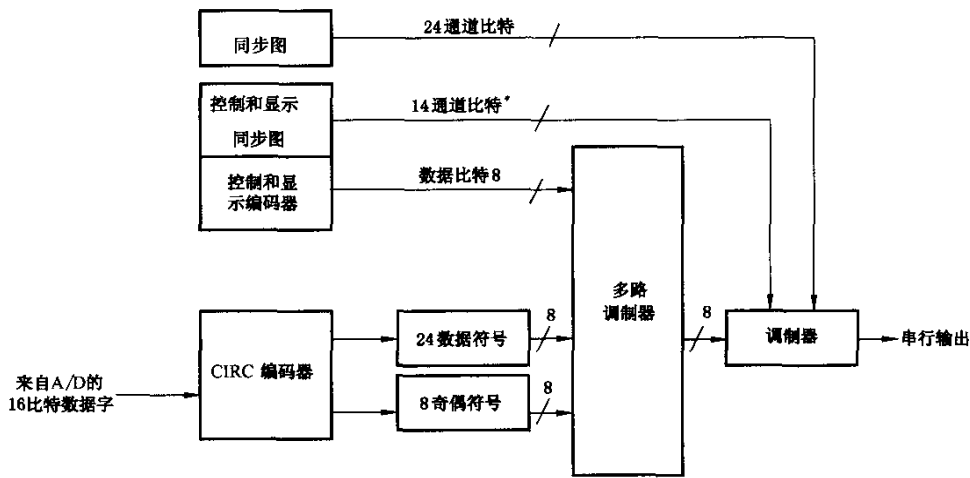 同步图
24通道比特
控制和显示
同步图
14通道比特*
控制和显
示编码器
数据比特8
多路
调制器
8
调制器
串行输出
CIRC 编码器
24数据符号
8
8奇偶符号
8
来自A/D的
16比特数据字